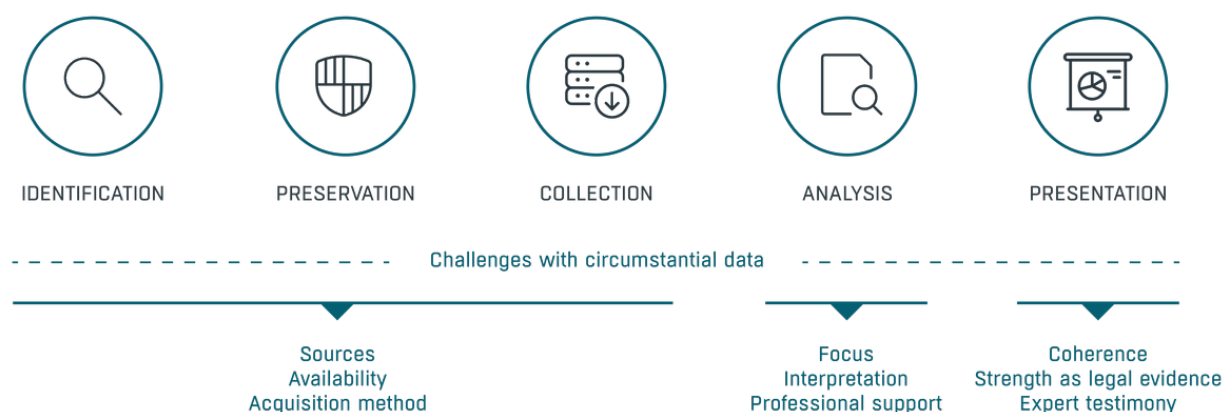 IDENTIFICATION
PRESERVATION
COLLECTION
ANALYSIS
PRESENTATION
Challenges with circumstantial data
Sources
Availability
Acquisition method
Focus
Interpretation
Professional support
Coherence
Strength as legal evidence
Expert testimony